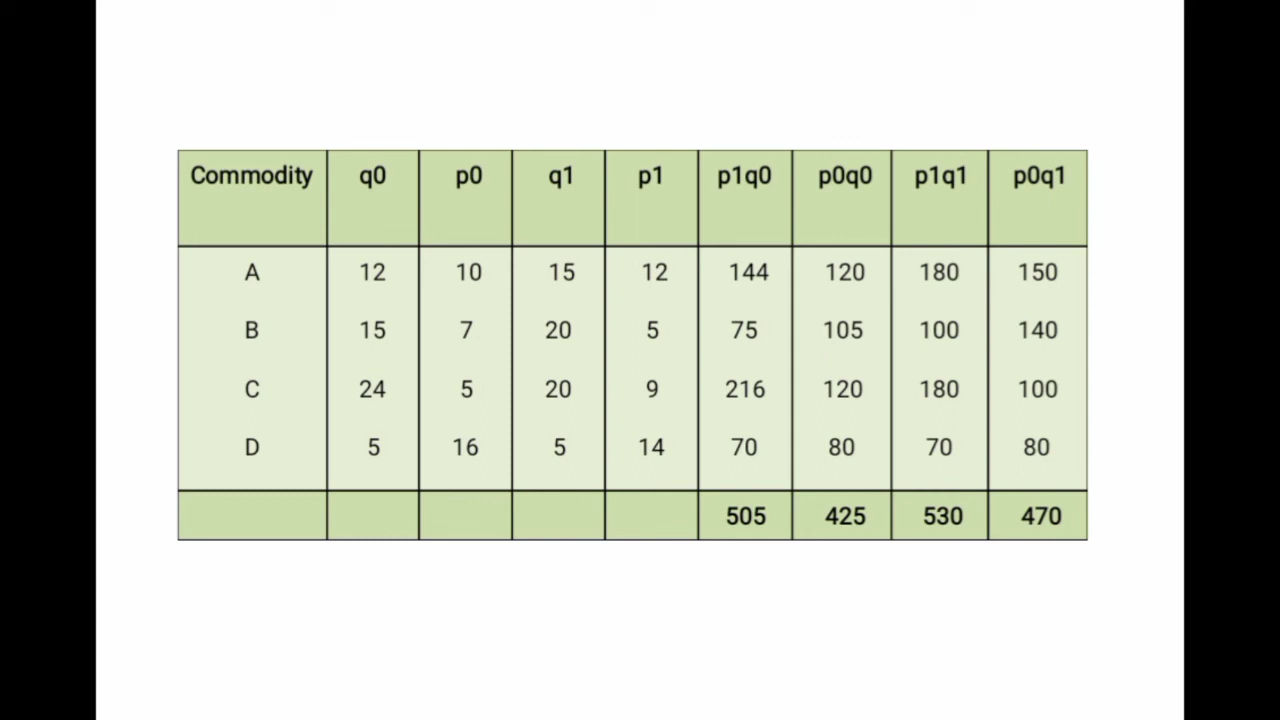 Commodity q0 p0 q1 p1 p1q0 p0q0 p1q1 p0q1
A 12 10 15 12 144 120 180 150
B 15 7 20 5 75 105 100 140
C 24 5 20 9 216 120 180 100
D 5 16 5 14 70 80 70 80
505 425 530 470